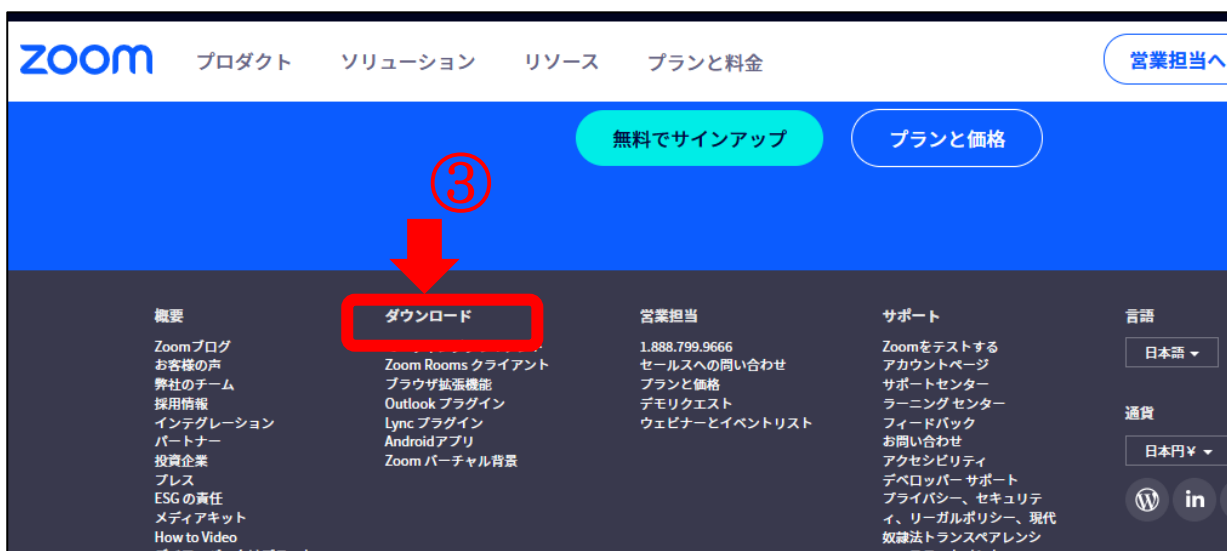 zoom プロダクト ソリューション リソース プランと料金 営業担当へ
無料でサインアップ プランと価格
③
概要
Zoomブログ
お客様の声
弊社のチーム
採用情報
インテグレーション
パートナー
投資企業
プレス
ESG の責任
メディアキット
How to Video
ダウンロード
Zoom Rooms クライアント
ブラウザ拡張機能
Outlook プラグイン
Lync プラグイン
Androidアプリ
Zoom バーチャル背景
営業担当
1.888.799.9666
セールスへの問い合わせ
プランと価格
デモリクエスト
ウェビナーとイベントリスト
サポート
Zoomをテストする
アカウントページ
サポートセンター
ラーニング センター
フィードバック
お問い合わせ
アクセシビリティ
デベロッパー サポート
プライバシー、セキュリテ
ィ、リーガルポリシー、現代
奴隷法トランスペアレンシ
言語
日本語
通貨
日本円¥
in